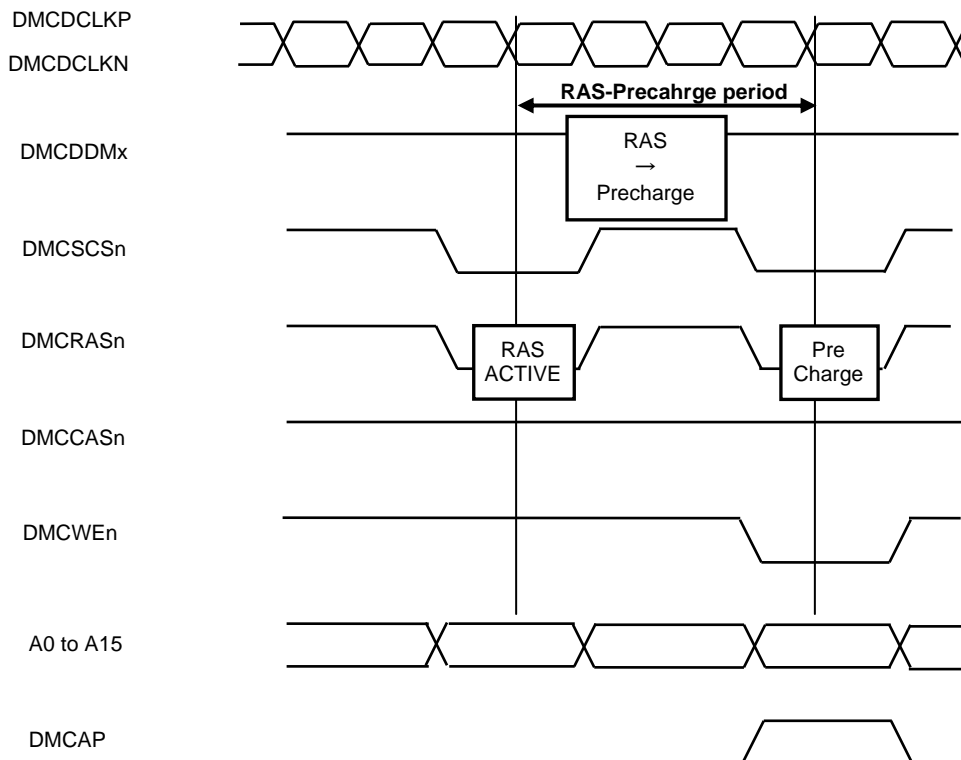 DMCDCLKP
DMCDCLKN
RAS-Precahrge period
DMCDDMx
RAS
→
Precharge
DMCSCSn
DMCRASn
RAS
ACTIVE
Pre
Charge
DMCCASn
DMCWEn
A0 to A15
DMCAP